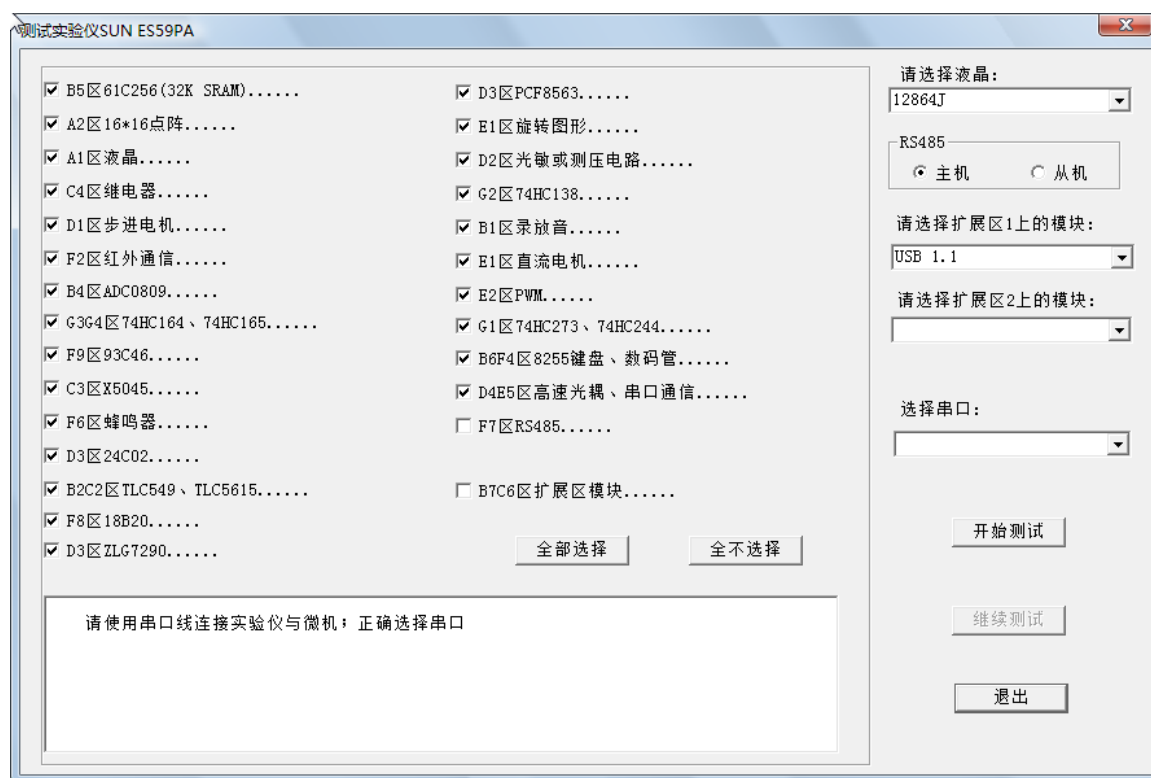 测试实验仪SUN ES59PA
B5区61C256(32K SRAM)......
A2区16*16点阵......
A1区液晶......
C4区继电器......
D1区步进电机......
F2区红外通信......
B4区ADC0809......
G3G4区74HC164、74HC165......
F9区93C46......
C3区X5045......
F6区蜂鸣器......
D3区24C02......
B2C2区TLC549、TLC5615......
F8区18B20......
D3区ZLG7290......
D3区PCF8563......
E1区旋转图形......
D2区光敏或测压电路......
G2区74HC138......
B1区录放音......
E1区直流电机......
E2区PWM......
G1区74HC273、74HC244......
B6F4区8255键盘、数码管......
D4E5区高速光耦、串口通信......
F7区RS485......
B7C6区扩展区模块......
全部选择
全不选择
请使用串口线连接实验仪与微机；正确选择串口
请选择液晶:
12864J
RS485
主机
从机
请选择扩展区1上的模块:
USB 1.1
请选择扩展区2上的模块:
选择串口:
开始测试
继续测试
退出